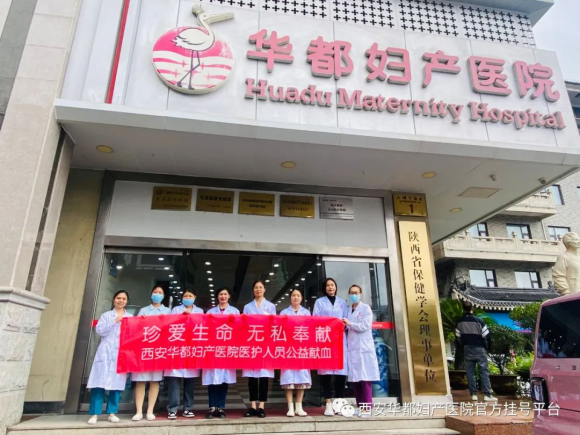 华都妇产医院
Huadu Maternity Hospital
1
陕西省保健学会理事单位
珍爱生命 无私奉献
西安华都妇产医院医护人员公益献血
西安华都妇产医院官方挂号平台